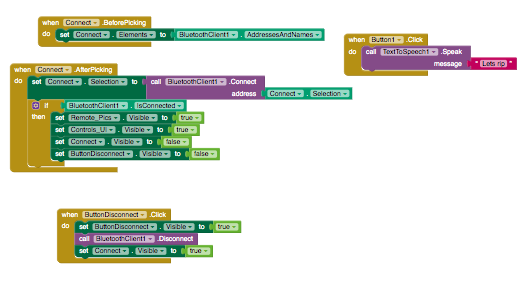 when Connect .BeforePicking
do set Connect . Elements to BluetoothClient1 . AddressesAndNames
when Button1 .Click
do call TextToSpeech1 .Speak
message " Lets rip "
when Connect .AfterPicking
do set Connect . Selection to call BluetoothClient1 .Connect
address Connect . Selection
if BluetoothClient1 . IsConnected
then set Remote_Pics . Visible to true
set Controls_UI . Visible to true
set Connect . Visible to false
set ButtonDisconnect . Visible to false
when ButtonDisconnect .Click
do set ButtonDisconnect . Visible to true
call BluetoothClient1 .Disconnect
set Connect . Visible to true